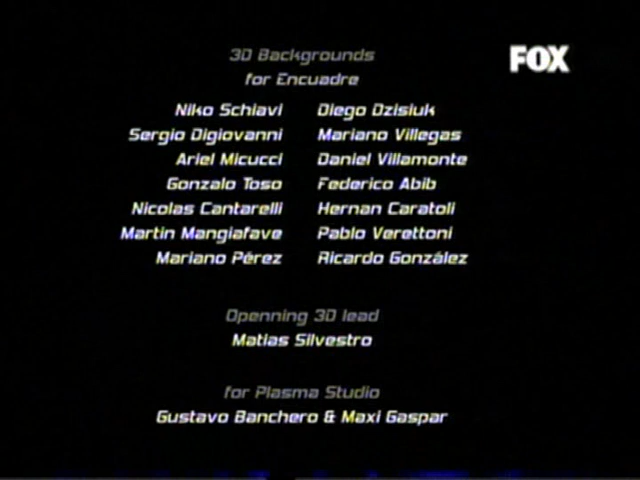 3D Backgrounds
FOX
for Encuadre
Niko Schiavi Diego Dzisiuk
Sergio Digiovanni Mariano Villegas
Ariel Micucci Daniel Villamonte
Gonzalo Toso Federico Abib
Nicolas Cantarelli Hernan Caratoli
Martin Mangiafave Pablo Verettoni
Mariano Pérez Ricardo González
Openning 3D lead
Matias Silvestro
for Plasma Studio
Gustavo Banchero & Maxi Gaspar